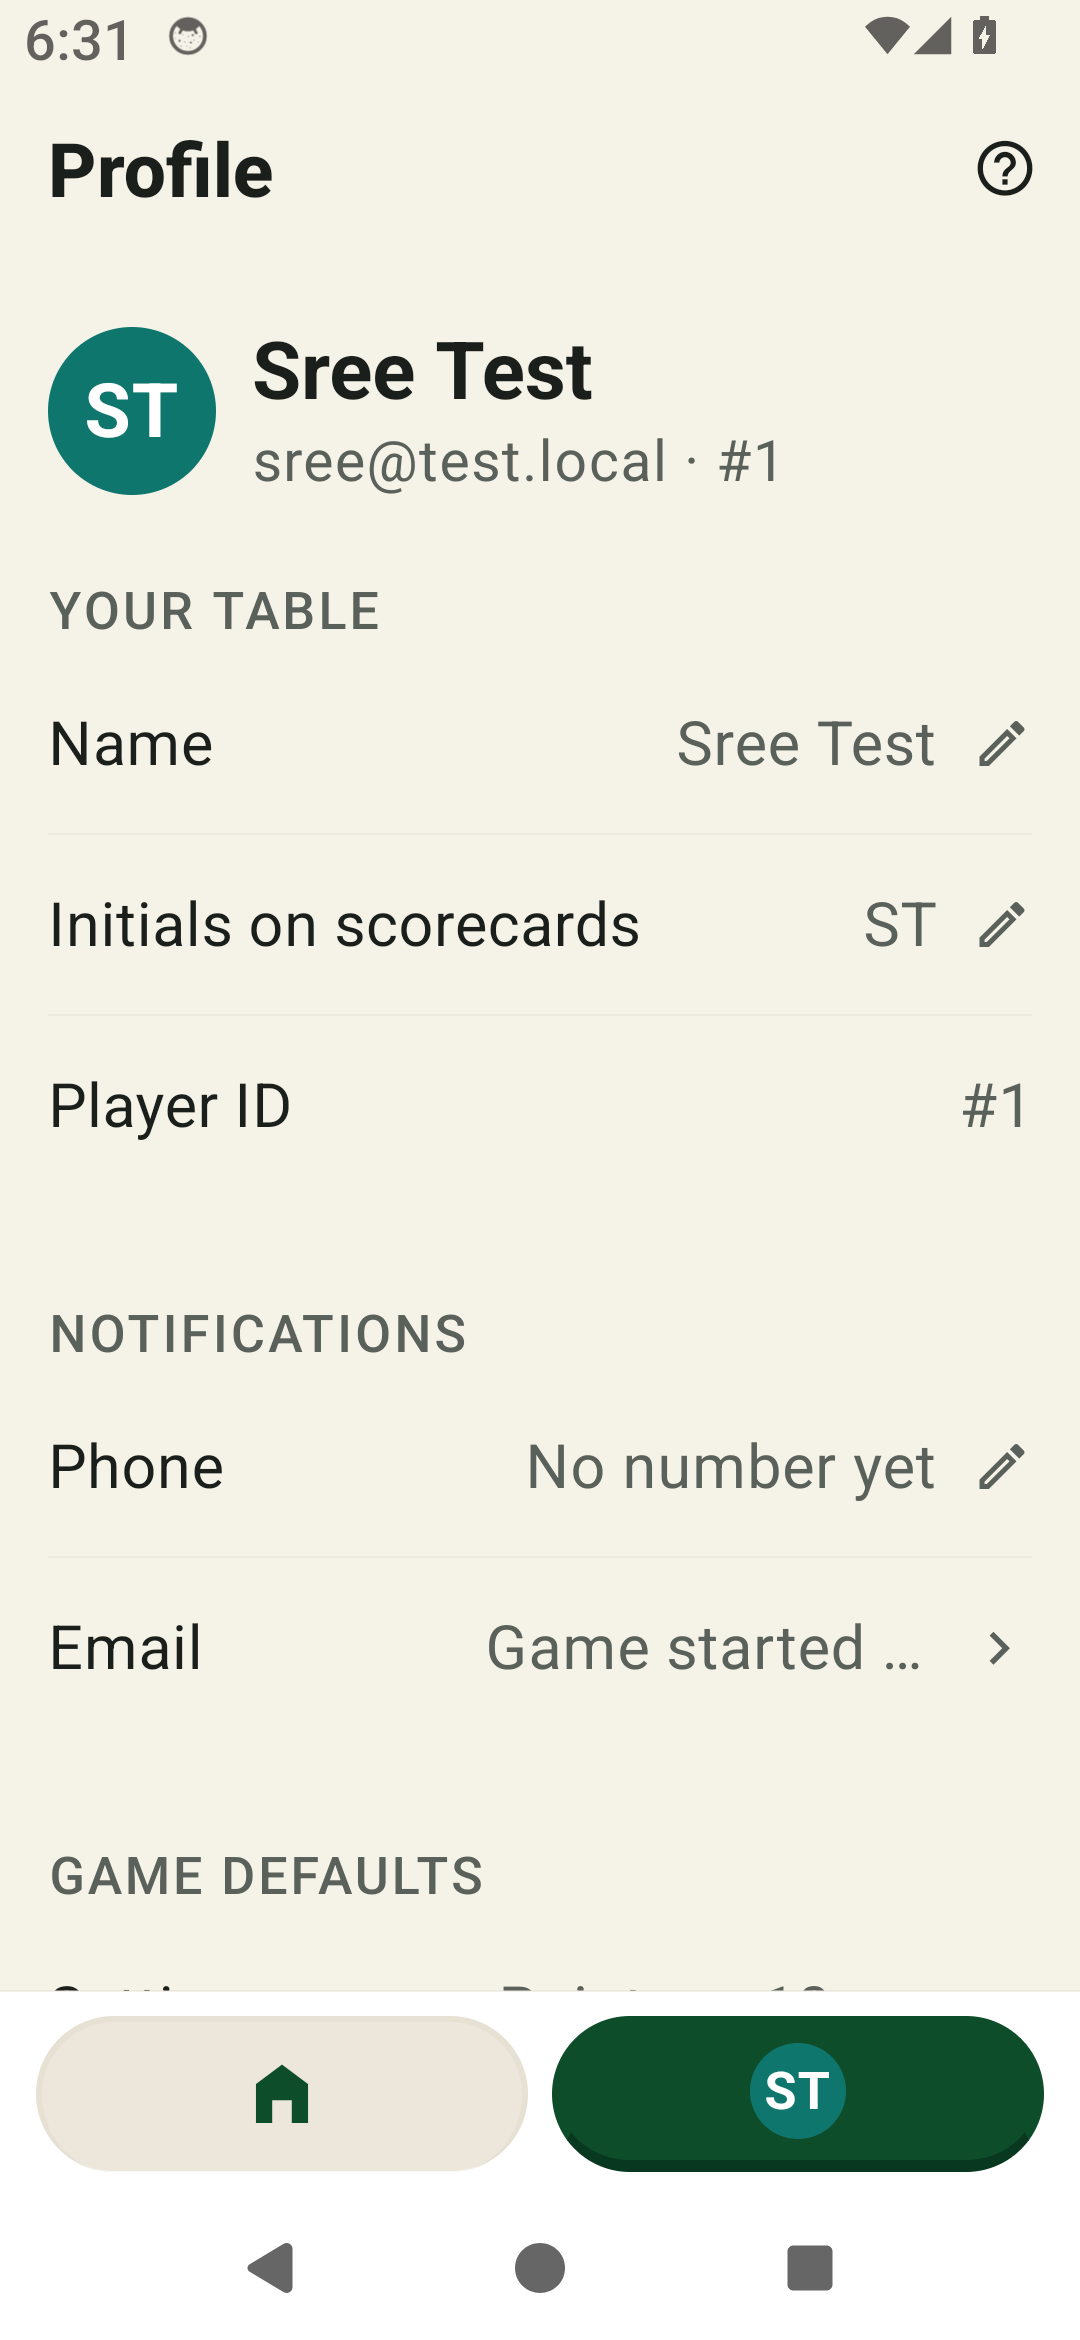 6:31
Profile
ST
Sree Test
sree@test.local · #1
YOUR TABLE
Name
Sree Test
Initials on scorecards
ST
Player ID
#1
NOTIFICATIONS
Phone
No number yet
Email
Game started ...
GAME DEFAULTS
ST